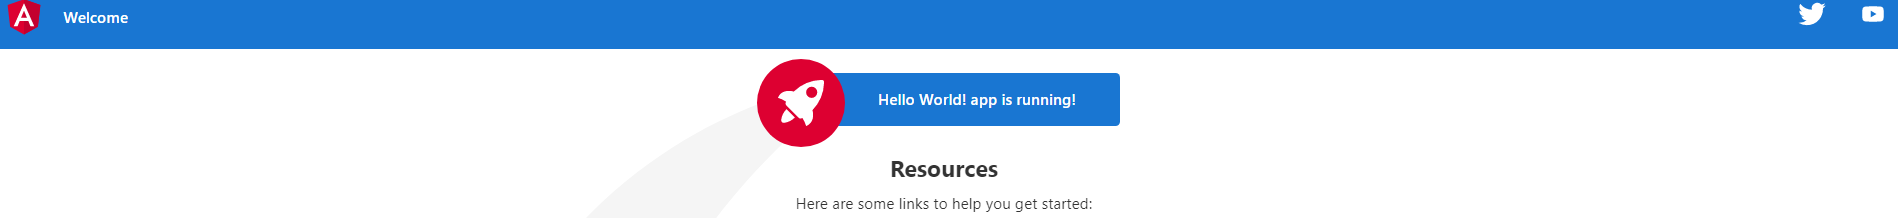 Welcome
Hello World! app is running!
Resources
Here are some links to help you get started: